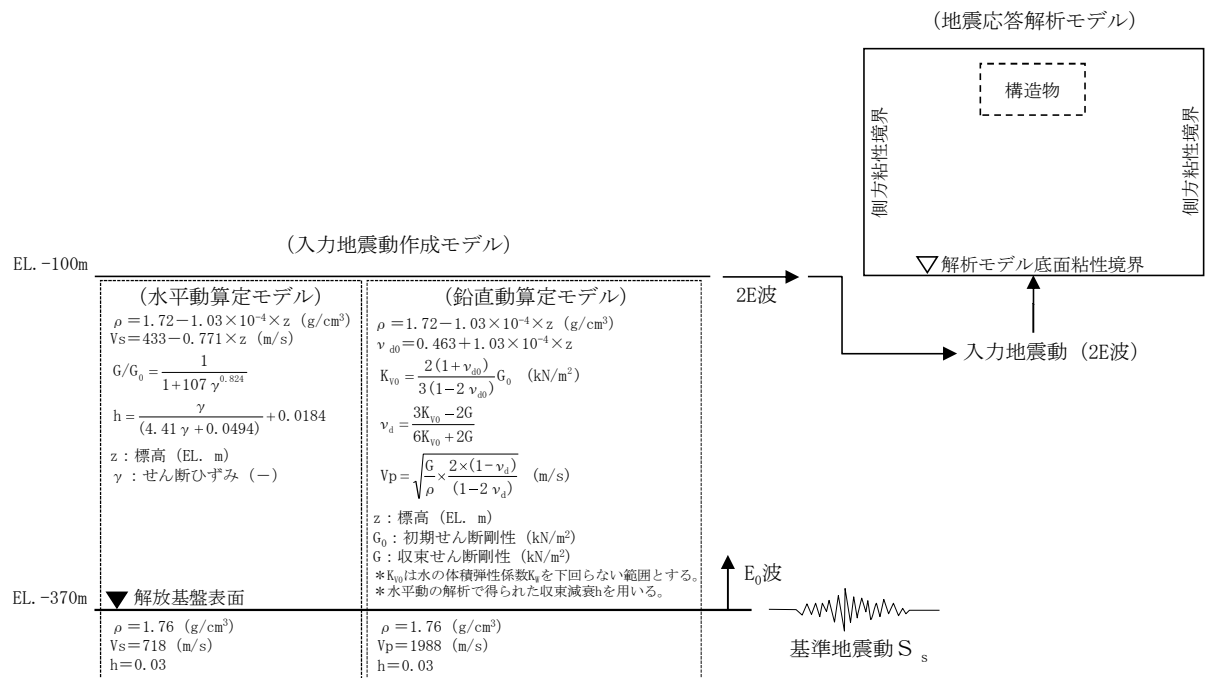 (地震応答解析モデル)
構造物
側方粘性境界
側方粘性境界
▽解析モデル底面粘性境界
(入力地震動作成モデル)
EL.-100m
2E波
入力地震動(2E波)
(水平動算定モデル)
ρ=1.72-1.03×10⁻⁴×z (g/cm³)
Vs=433-0.771×z (m/s)
G/G₀=1/(1+107γ^0.824)
h=γ/(4.41γ+0.0494)+0.0184
z:標高(EL. m)
γ:せん断ひずみ(-)
(鉛直動算定モデル)
ρ=1.72-1.03×10⁻⁴×z (g/cm³)
ν_d0=0.463+1.03×10⁻⁴×z
K_V0=2(1+ν_d0)/3(1-2ν_d0) G₀ (kN/m²)
ν_d=(3K_V0-2G)/(6K_V0+2G)
Vp=√(G/ρ×2×(1-ν_d)/(1-2ν_d)) (m/s)
z:標高(EL. m)
G₀:初期せん断剛性(kN/m²)
G:収束せん断剛性(kN/m²)
*K_V0は水の体積弾性係数K_Wを下回らない範囲とする。
*水平動の解析で得られた収束減衰hを用いる。
E₀波
EL.-370m
▼解放基盤表面
ρ=1.76 (g/cm³)
Vs=718 (m/s)
h=0.03
ρ=1.76 (g/cm³)
Vp=1988 (m/s)
h=0.03
基準地震動Ss